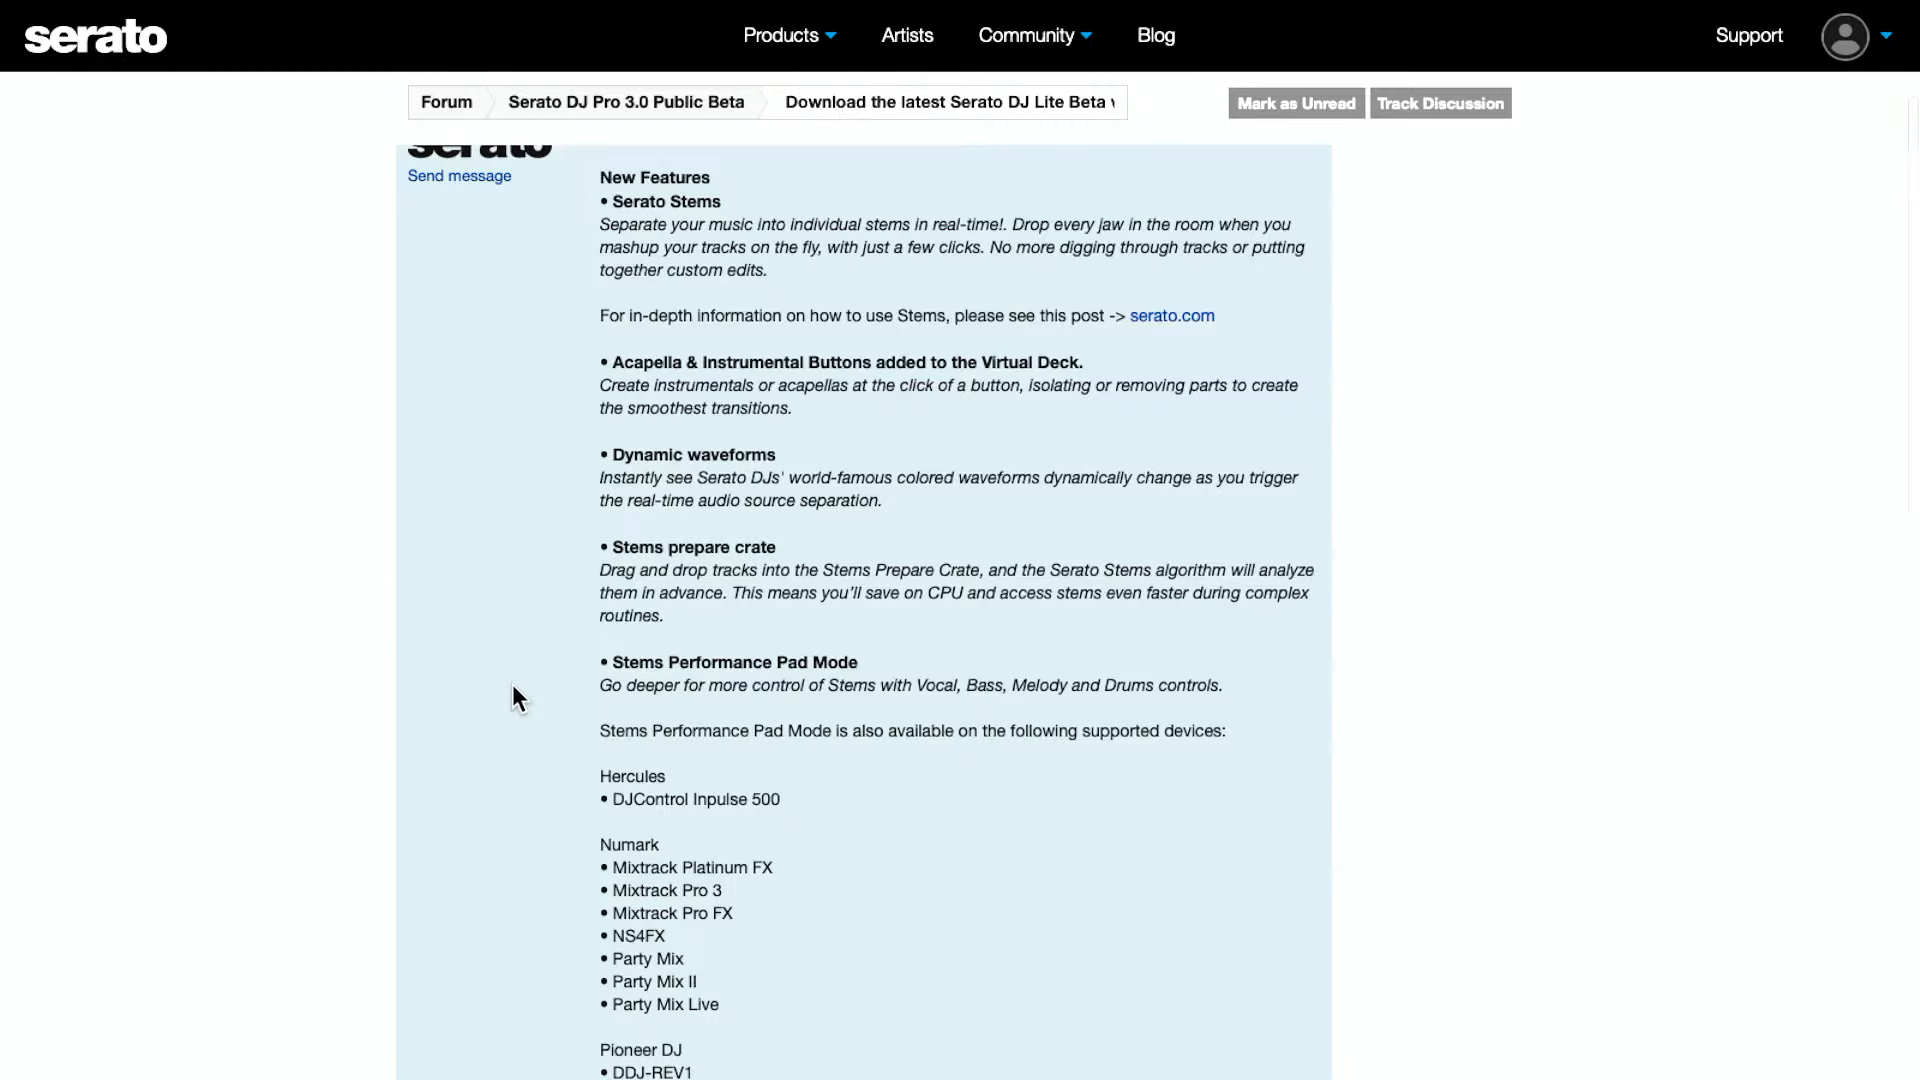 serato
Products
Artists
Community
Blog
Support
Forum
Serato DJ Pro 3.0 Public Beta
Download the latest Serato DJ Lite Beta
Mark as Unread
Track Discussion
serato
Send message
New Features
• Serato Stems
Separate your music into individual stems in real-time!. Drop every jaw in the room when you
mashup your tracks on the fly, with just a few clicks. No more digging through tracks or putting
together custom edits.
For in-depth information on how to use Stems, please see this post -> serato.com
• Acapella & Instrumental Buttons added to the Virtual Deck.
Create instrumentals or acapellas at the click of a button, isolating or removing parts to create
the smoothest transitions.
• Dynamic waveforms
Instantly see Serato DJs' world-famous colored waveforms dynamically change as you trigger
the real-time audio source separation.
• Stems prepare crate
Drag and drop tracks into the Stems Prepare Crate, and the Serato Stems algorithm will analyze
them in advance. This means you’ll save on CPU and access stems even faster during complex
routines.
• Stems Performance Pad Mode
Go deeper for more control of Stems with Vocal, Bass, Melody and Drums controls.
Stems Performance Pad Mode is also available on the following supported devices:
Hercules
• DJControl Inpulse 500
Numark
• Mixtrack Platinum FX
• Mixtrack Pro 3
• Mixtrack Pro FX
• NS4FX
• Party Mix
• Party Mix II
• Party Mix Live
Pioneer DJ
• DDJ-REV1